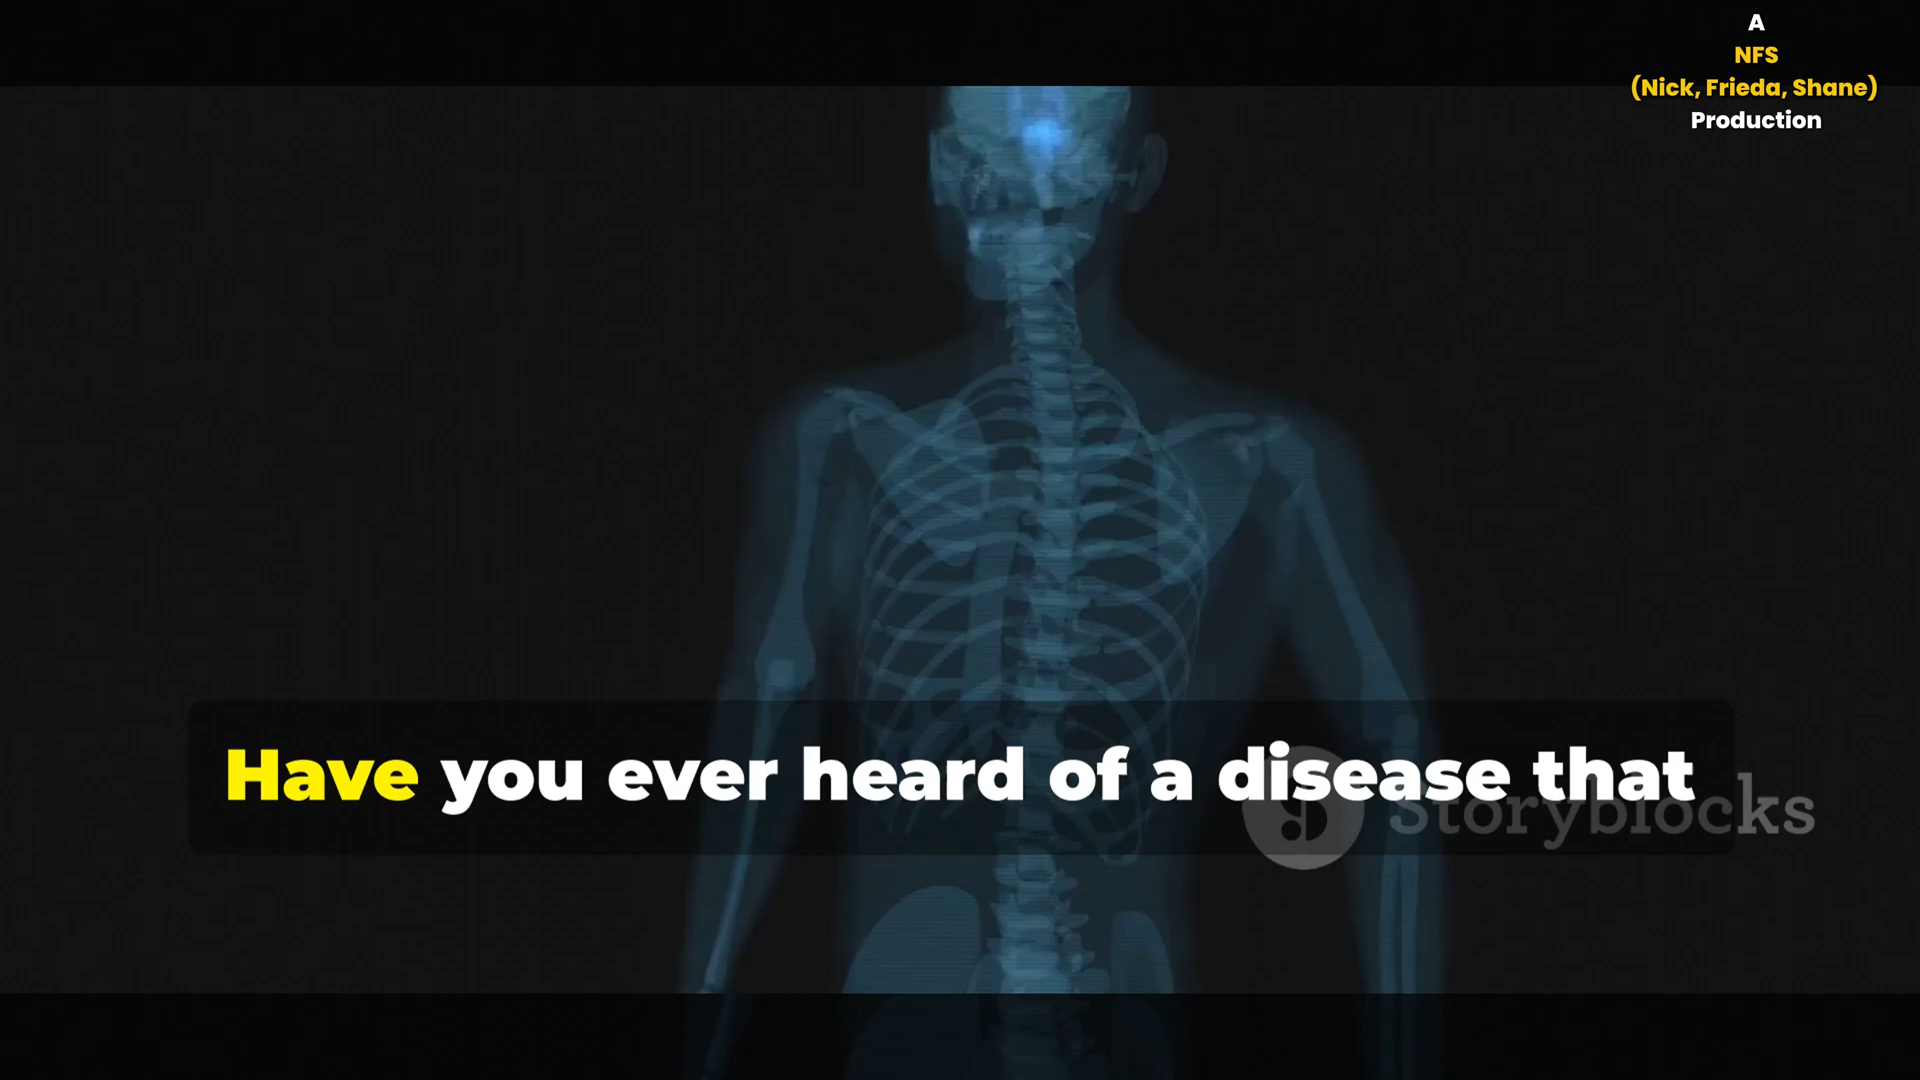 A
NFS
(Nick, Frieda, Shane)
Production
Have you ever heard of a disease that
Storyblocks